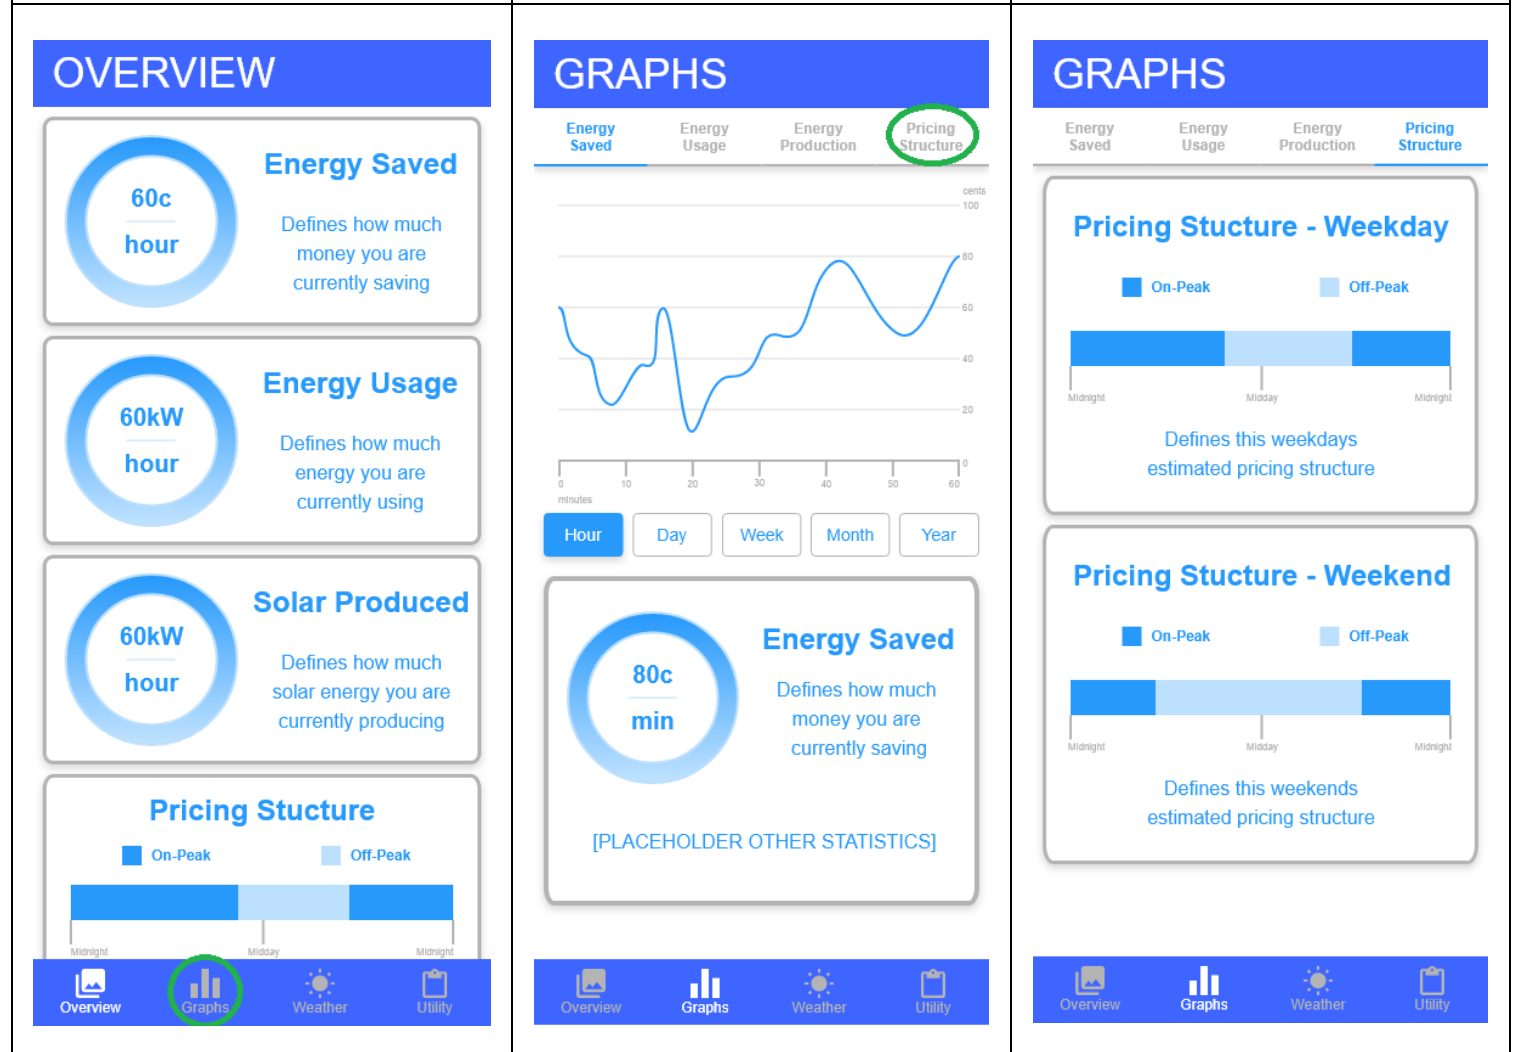 OVERVIEW
60c
hour
Energy Saved
Defines how much
money you are
currently saving
60kW
hour
Energy Usage
Defines how much
energy you are
currently using
60kW
hour
Solar Produced
Defines how much
solar energy you are
currently producing
Pricing Stucture
On-Peak Off-Peak
Midnight Midday Midnight
Overview Graphs Weather Utility
GRAPHS
Energy Saved
Energy Usage
Energy Production
Pricing Structure
cents
100
80
60
40
20
0
0 10 20 30 40 50 60
minutes
Hour Day Week Month Year
80c
min
Energy Saved
Defines how much
money you are
currently saving
[PLACEHOLDER OTHER STATISTICS]
Overview Graphs Weather Utility
GRAPHS
Energy Saved
Energy Usage
Energy Production
Pricing Structure
Pricing Stucture - Weekday
On-Peak Off-Peak
Midnight Midday Midnight
Defines this weekdays
estimated pricing structure
Pricing Stucture - Weekend
On-Peak Off-Peak
Midnight Midday Midnight
Defines this weekends
estimated pricing structure
Overview Graphs Weather Utility